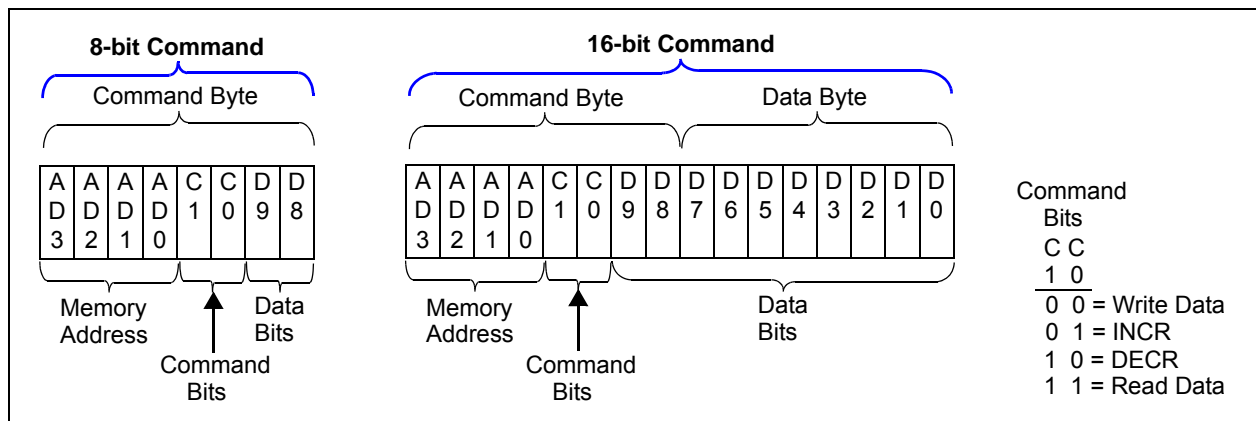 8-bit Command
Command Byte
A A A A C C D D
D D D D 1 0 9 8
3 2 1 0
Memory Address
Data Bits
Command Bits
16-bit Command
Command Byte
Data Byte
A A A A C C D D D D D D D D D D
D D D D 1 0 9 8 7 6 5 4 3 2 1 0
3 2 1 0
Memory Address
Data Bits
Command Bits
Command
Bits
C C
1 0
0 0 = Write Data
0 1 = INCR
1 0 = DECR
1 1 = Read Data